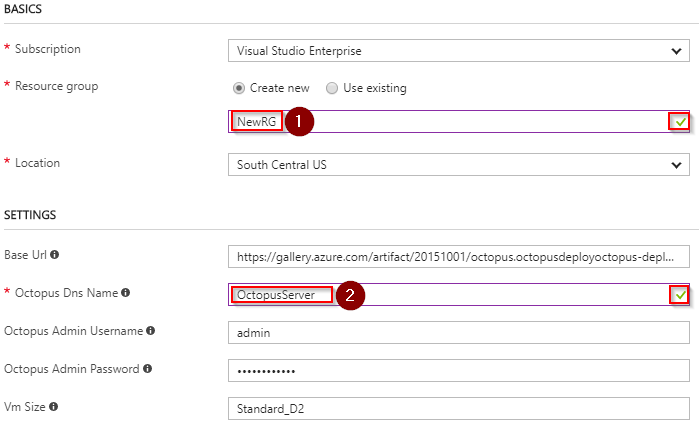 BASICS
* Subscription
Visual Studio Enterprise
* Resource group
Create new
Use existing
NewRG
1
* Location
South Central US
SETTINGS
Base Url
https://gallery.azure.com/artifact/20151001/octopus.octopusdeployoctopus-depl...
* Octopus Dns Name
OctopusServer
2
Octopus Admin Username
admin
Octopus Admin Password
••••••••••••
Vm Size
Standard_D2